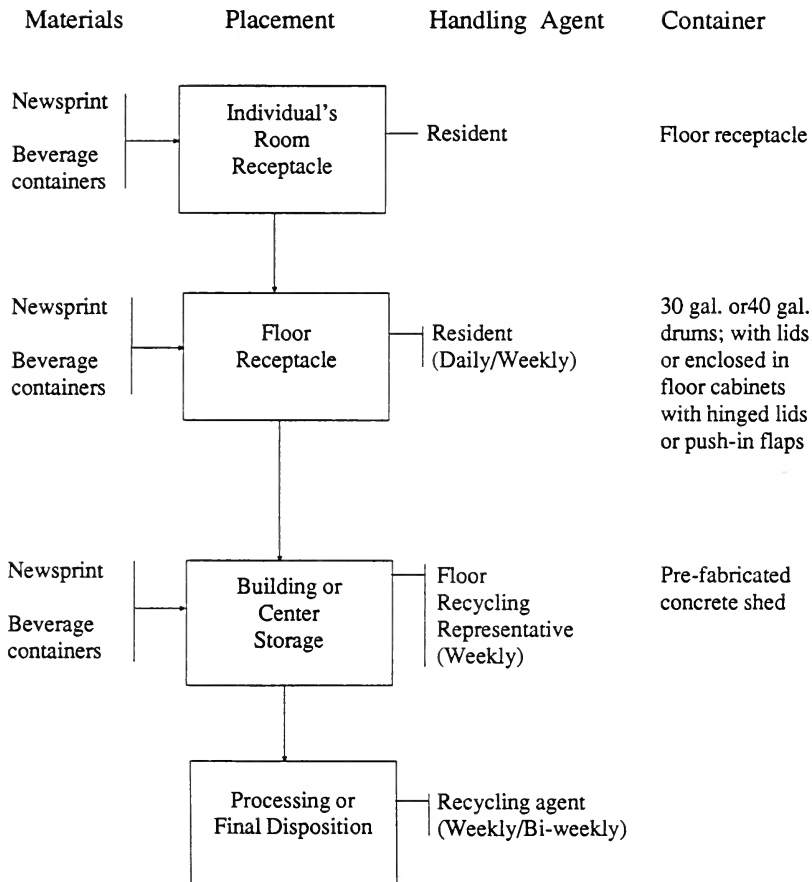 Materials Placement Handling Agent Container
Newsprint
Beverage
containers
Individual's
Room
Receptacle
Resident
Floor receptacle
Newsprint
Beverage
containers
Floor
Receptacle
Resident
(Daily/Weekly)
30 gal. or40 gal.
drums; with lids
or enclosed in
floor cabinets
with hinged lids
or push-in flaps
Newsprint
Beverage
containers
Building or
Center
Storage
Floor
Recycling
Representative
(Weekly)
Pre-fabricated
concrete shed
Processing or
Final Disposition
Recycling agent
(Weekly/Bi-weekly)